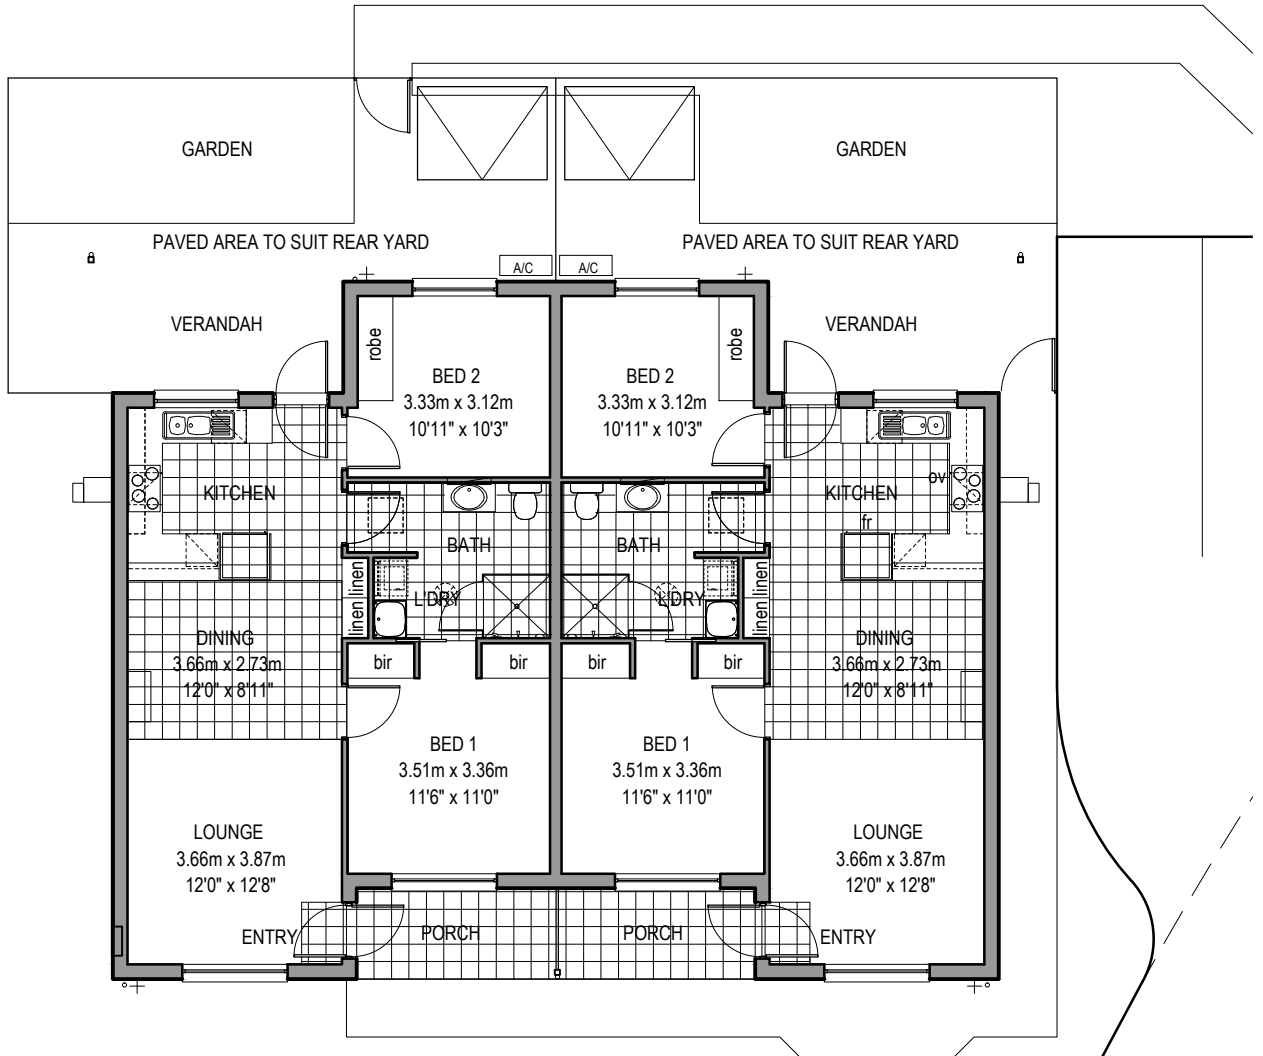 GARDEN
GARDEN
PAVED AREA TO SUIT REAR YARD
PAVED AREA TO SUIT REAR YARD
A/C
A/C
VERANDAH
VERANDAH
robe
robe
BED 2
3.33m x 3.12m
10'11" x 10'3"
BED 2
3.33m x 3.12m
10'11" x 10'3"
KITCHEN
KITCHEN
ov
fr
BATH
BATH
linen
linen
linen
linen
L'DRY
L'DRY
DINING
3.66m x 2.73m
12'0" x 8'11"
DINING
3.66m x 2.73m
12'0" x 8'11"
bir
bir
bir
bir
BED 1
3.51m x 3.36m
11'6" x 11'0"
BED 1
3.51m x 3.36m
11'6" x 11'0"
LOUNGE
3.66m x 3.87m
12'0" x 12'8"
LOUNGE
3.66m x 3.87m
12'0" x 12'8"
ENTRY
PORCH
PORCH
ENTRY